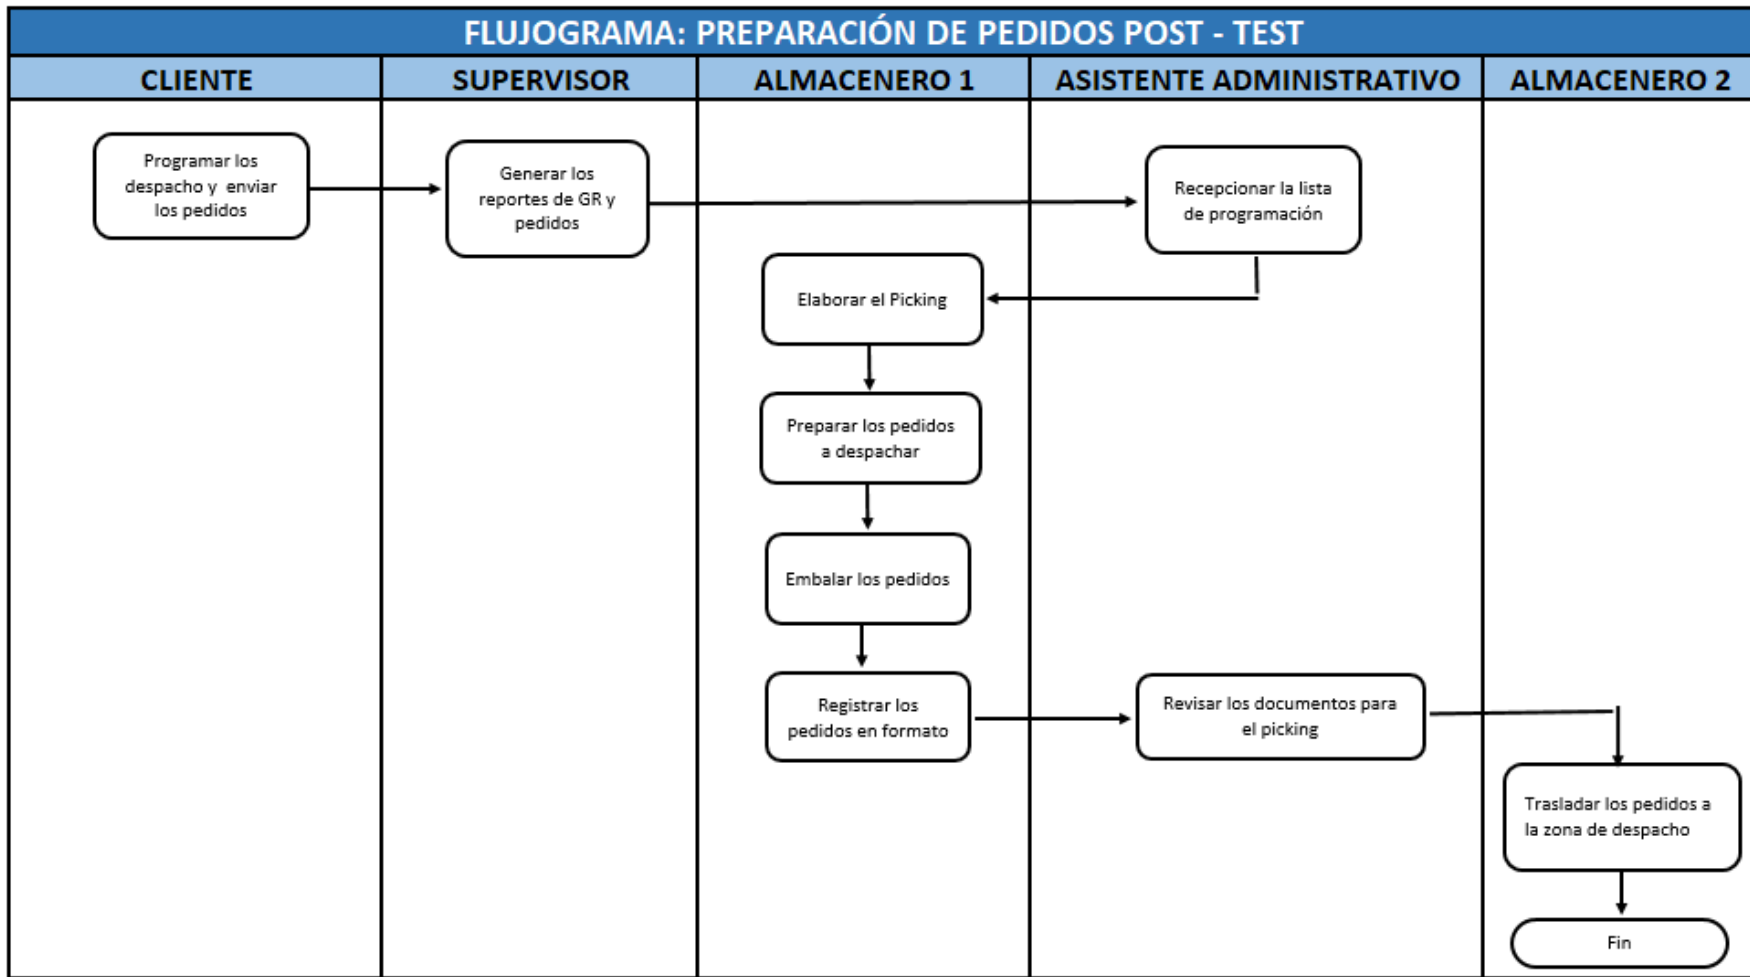 FLUJOGRAMA: PREPARACIÓN DE PEDIDOS POST - TEST
CLIENTE
SUPERVISOR
ALMACENERO 1
ASISTENTE ADMINISTRATIVO
ALMACENERO 2
Programar los
despacho y enviar
los pedidos
Generar los
reportes de GR y
pedidos
Recepcionar la lista
de programación
Elaborar el Picking
Preparar los pedidos
a despachar
Embalar los pedidos
Registrar los
pedidos en formato
Revisar los documentos para
el picking
Trasladar los pedidos a
la zona de despacho
Fin